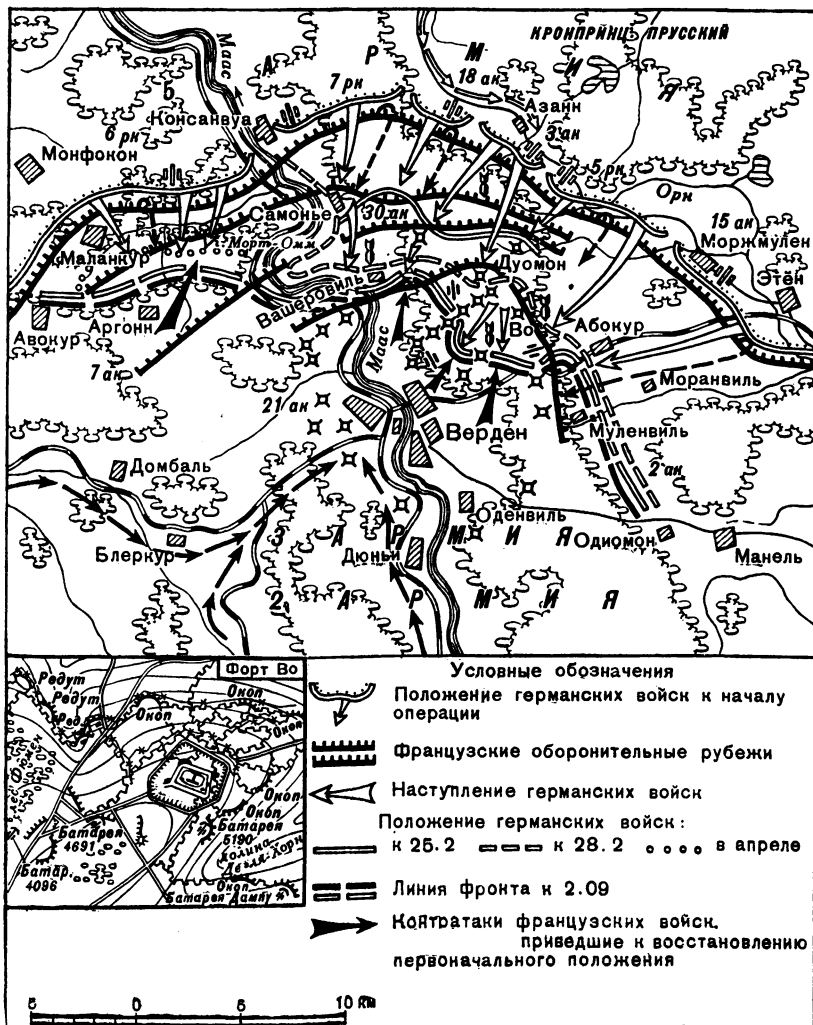 КРОНПРИНЦ ПРУССКИЙ
5 А Р М И Я
Маас
7 рк
18 ак
Азанн
3 ак
Консанвуа
6 рк
Монфокон
5 рк
Орн
15 ак
Моржмулен
Этён
Самонье
30 ак
Морт-Омм
Маланкур
Дуомон
Вашеровиль
Во
Абокур
Аргонн
Авокур
Маас
7 ак
Моранвиль
21 ак
Верден
Муленвиль
2 ак
Домбаль
Оденвиль
3 А Р М И Я
Одиомон
Блеркур
Дюньи
Манель
2 А Р М И Я
Форт Во
Редут
Редут
Ред.
Окоп
Окоп
Окоп
Окоп
Окоп
Батарея
5190
Батарея
4691
Батар.
4096
Окоп
Батарея-Дамлу
Условные обозначения
Положение германских войск к началу
операции
Французские оборонительные рубежи
Наступление германских войск
Положение германских войск:
к 25.2 к 28.2 в апреле
Линия фронта к 2.09
Контратаки французских войск,
приведшие к восстановлению
первоначального положения
5 0 5 10 км